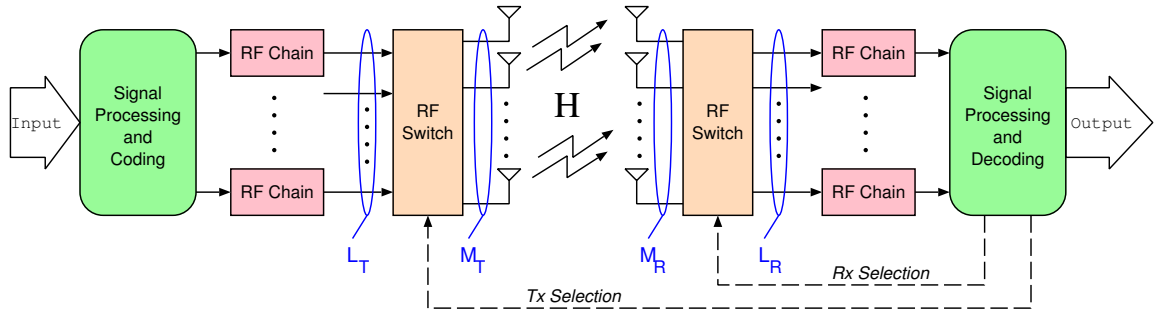 Input
Signal
Processing
and
Coding
RF Chain
RF Chain
L_T
RF
Switch
M_T
H
M_R
RF
Switch
L_R
RF Chain
RF Chain
Signal
Processing
and
Decoding
Output
Rx Selection
Tx Selection